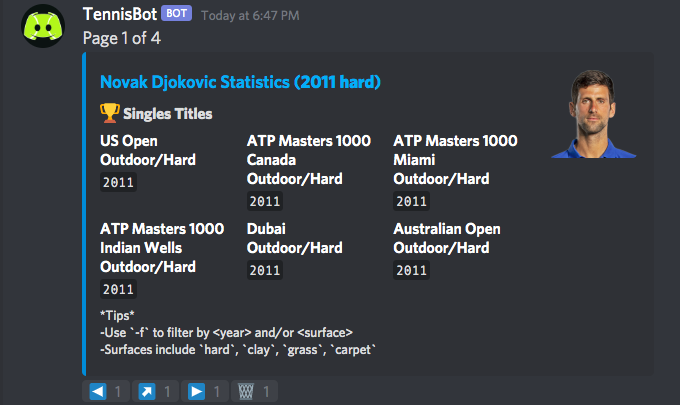 TennisBot BOT Today at 6:47 PM
Page 1 of 4
Novak Djokovic Statistics (2011 hard)
🏆 Singles Titles
US Open
Outdoor/Hard
2011
ATP Masters 1000
Canada
Outdoor/Hard
2011
ATP Masters 1000
Miami
Outdoor/Hard
2011
ATP Masters 1000
Indian Wells
Outdoor/Hard
2011
Dubai
Outdoor/Hard
2011
Australian Open
Outdoor/Hard
2011
*Tips*
-Use `-f` to filter by <year> and/or <surface>
-Surfaces include `hard`, `clay`, `grass`, `carpet`
1 1 1 1